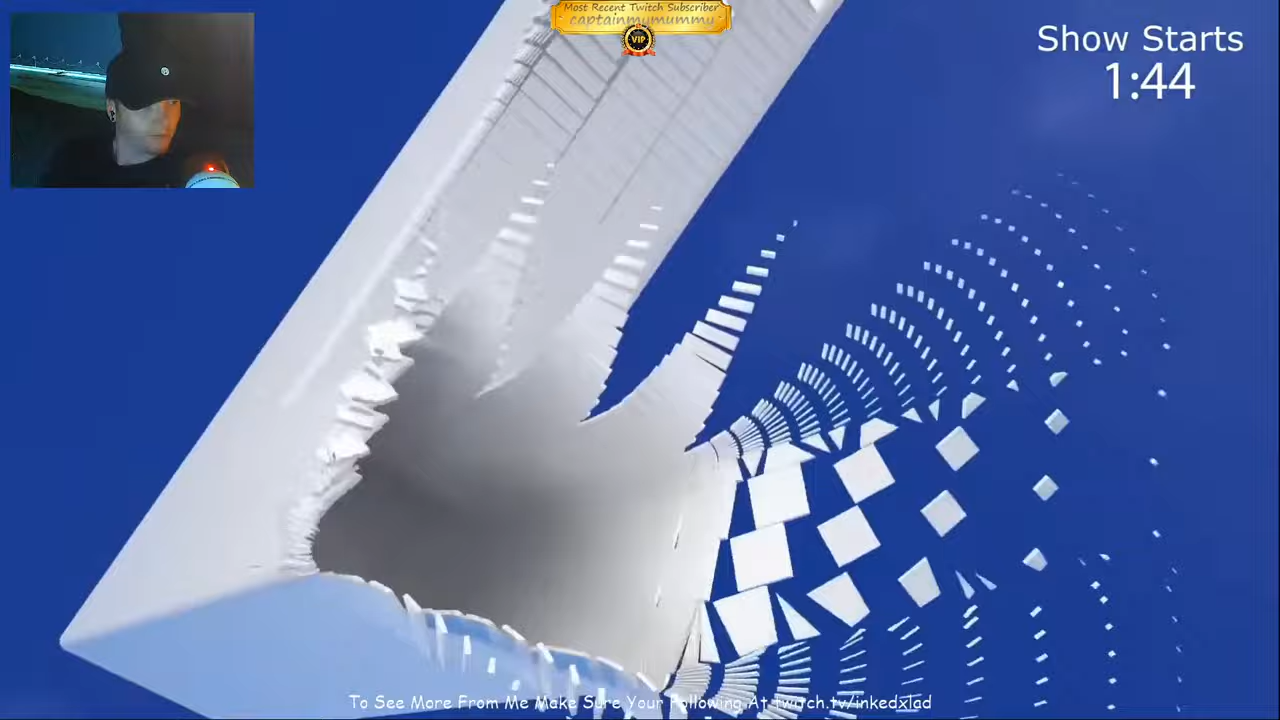 Most Recent Twitch Subscriber
captainmymummy
VIP
Show Starts
1:44
To See More From Me Make Sure Your Following At twitch.tv/inkedxlad